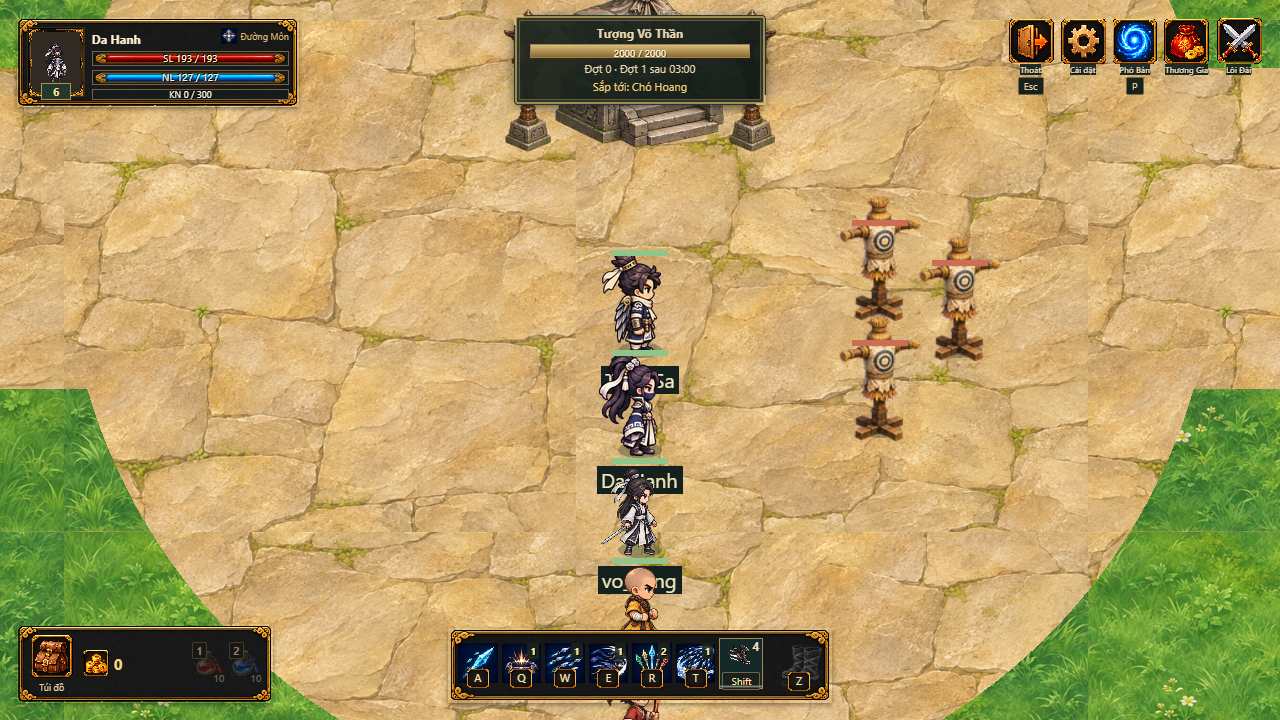 Da Hanh
Đường Môn
SL 193 / 193
NL 127 / 127
KN 0 / 300
6
Tượng Võ Thần
2000 / 2000
Đợt 0 · Đợt 1 sau 03:00
Sắp tới: Chó Hoang
Thoát
Cài đặt
Phó Bản
Thương Gia
Lôi Đài
Esc
P
Túi đồ
0
1
10
2
10
A
1
Q
1
W
1
E
2
R
1
T
4
Shift
Z